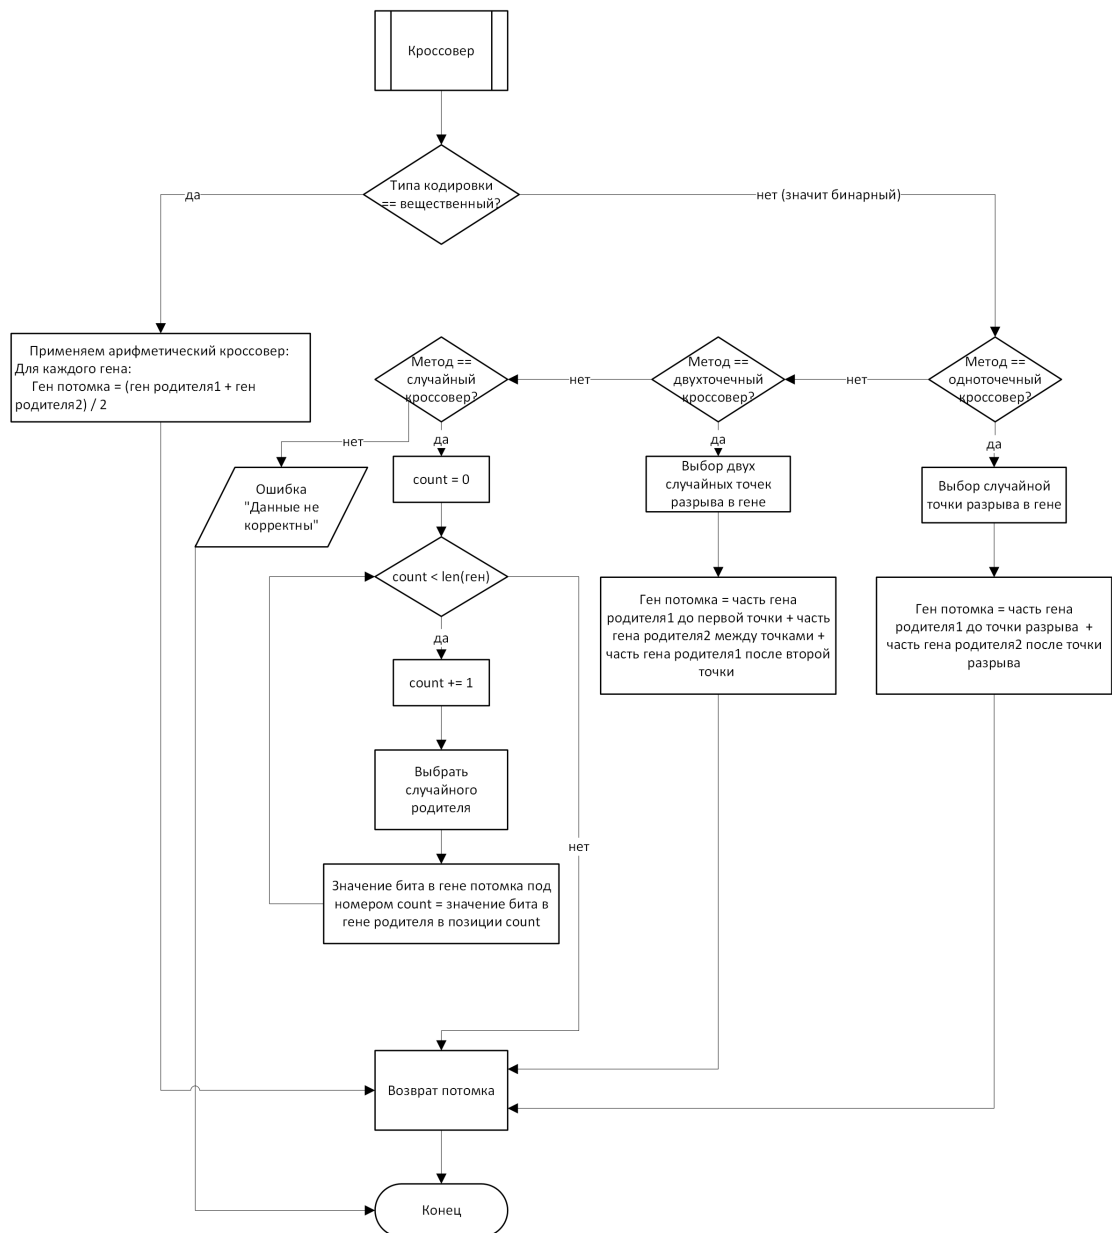 Кроссовер
Типа кодировки
== вещественный?
да
нет (значит бинарный)
Применяем арифметический кроссовер:
Для каждого гена:
Ген потомка = (ген родителя1 + ген
родителя2) / 2
Метод ==
случайный
кроссовер?
нет
Метод ==
двухточечный
кроссовер?
нет
Метод ==
одноточечный
кроссовер?
нет
да
да
да
Ошибка
"Данные не
корректны"
count = 0
Выбор двух
случайных точек
разрыва в гене
Выбор случайной
точки разрыва в гене
count < len(ген)
да
Ген потомка = часть гена
родителя1 до первой точки + часть
гена родителя2 между точками +
часть гена родителя1 после второй
точки
Ген потомка = часть гена
родителя1 до точки разрыва +
часть гена родителя2 после точки
разрыва
count += 1
Выбрать
случайного
родителя
нет
Значение бита в гене потомка под
номером count = значение бита в
гене родителя в позиции count
Возврат потомка
Конец